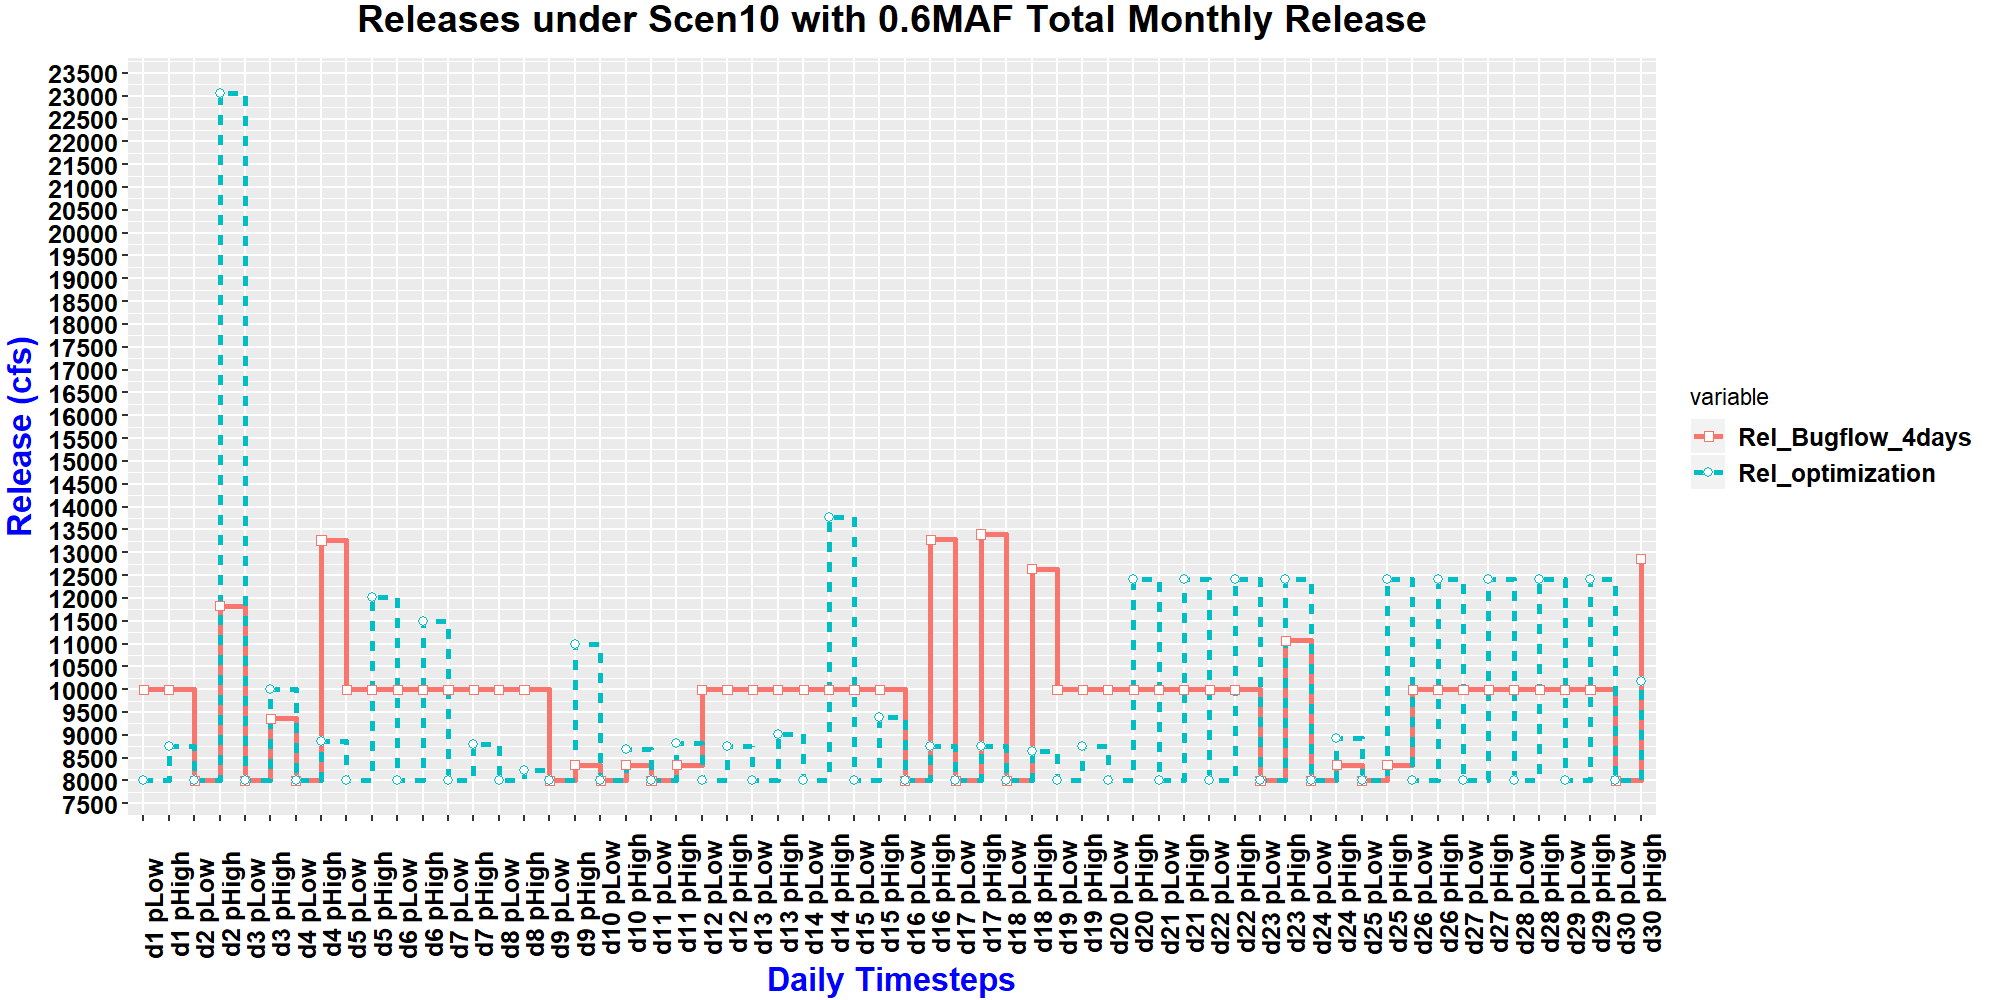 Releases under Scen10 with 0.6MAF Total Monthly Release
Release (cfs)
23500
23000
22500
22000
21500
21000
20500
20000
19500
19000
18500
18000
17500
17000
16500
16000
15500
15000
14500
14000
13500
13000
12500
12000
11500
11000
10500
10000
9500
9000
8500
8000
7500
d1 pLow
d1 pHigh
d2 pLow
d2 pHigh
d3 pLow
d3 pHigh
d4 pLow
d4 pHigh
d5 pLow
d5 pHigh
d6 pLow
d6 pHigh
d7 pLow
d7 pHigh
d8 pLow
d8 pHigh
d9 pLow
d9 pHigh
d10 pLow
d10 pHigh
d11 pLow
d11 pHigh
d12 pLow
d12 pHigh
d13 pLow
d13 pHigh
d14 pLow
d14 pHigh
d15 pLow
d15 pHigh
d16 pLow
d16 pHigh
d17 pLow
d17 pHigh
d18 pLow
d18 pHigh
d19 pLow
d19 pHigh
d20 pLow
d20 pHigh
d21 pLow
d21 pHigh
d22 pLow
d22 pHigh
d23 pLow
d23 pHigh
d24 pLow
d24 pHigh
d25 pLow
d25 pHigh
d26 pLow
d26 pHigh
d27 pLow
d27 pHigh
d28 pLow
d28 pHigh
d29 pLow
d29 pHigh
d30 pLow
d30 pHigh
Daily Timesteps
variable
Rel_Bugflow_4days
Rel_optimization